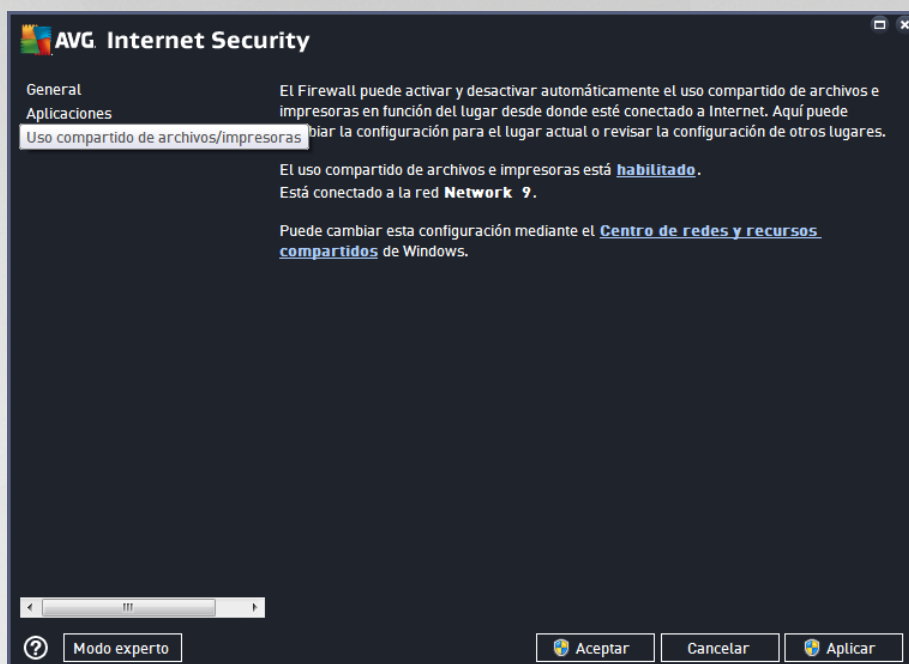 AVG Internet Security
General
Aplicaciones
Uso compartido de archivos/impresoras
El Firewall puede activar y desactivar automáticamente el uso compartido de archivos e
impresoras en función del lugar desde donde esté conectado a Internet. Aquí puede
la configuración para el lugar actual o revisar la configuración de otros lugares.
El uso compartido de archivos e impresoras está habilitado.
Está conectado a la red Network 9.
Puede cambiar esta configuración mediante el Centro de redes y recursos
compartidos de Windows.
Modo experto
Aceptar
Cancelar
Aplicar